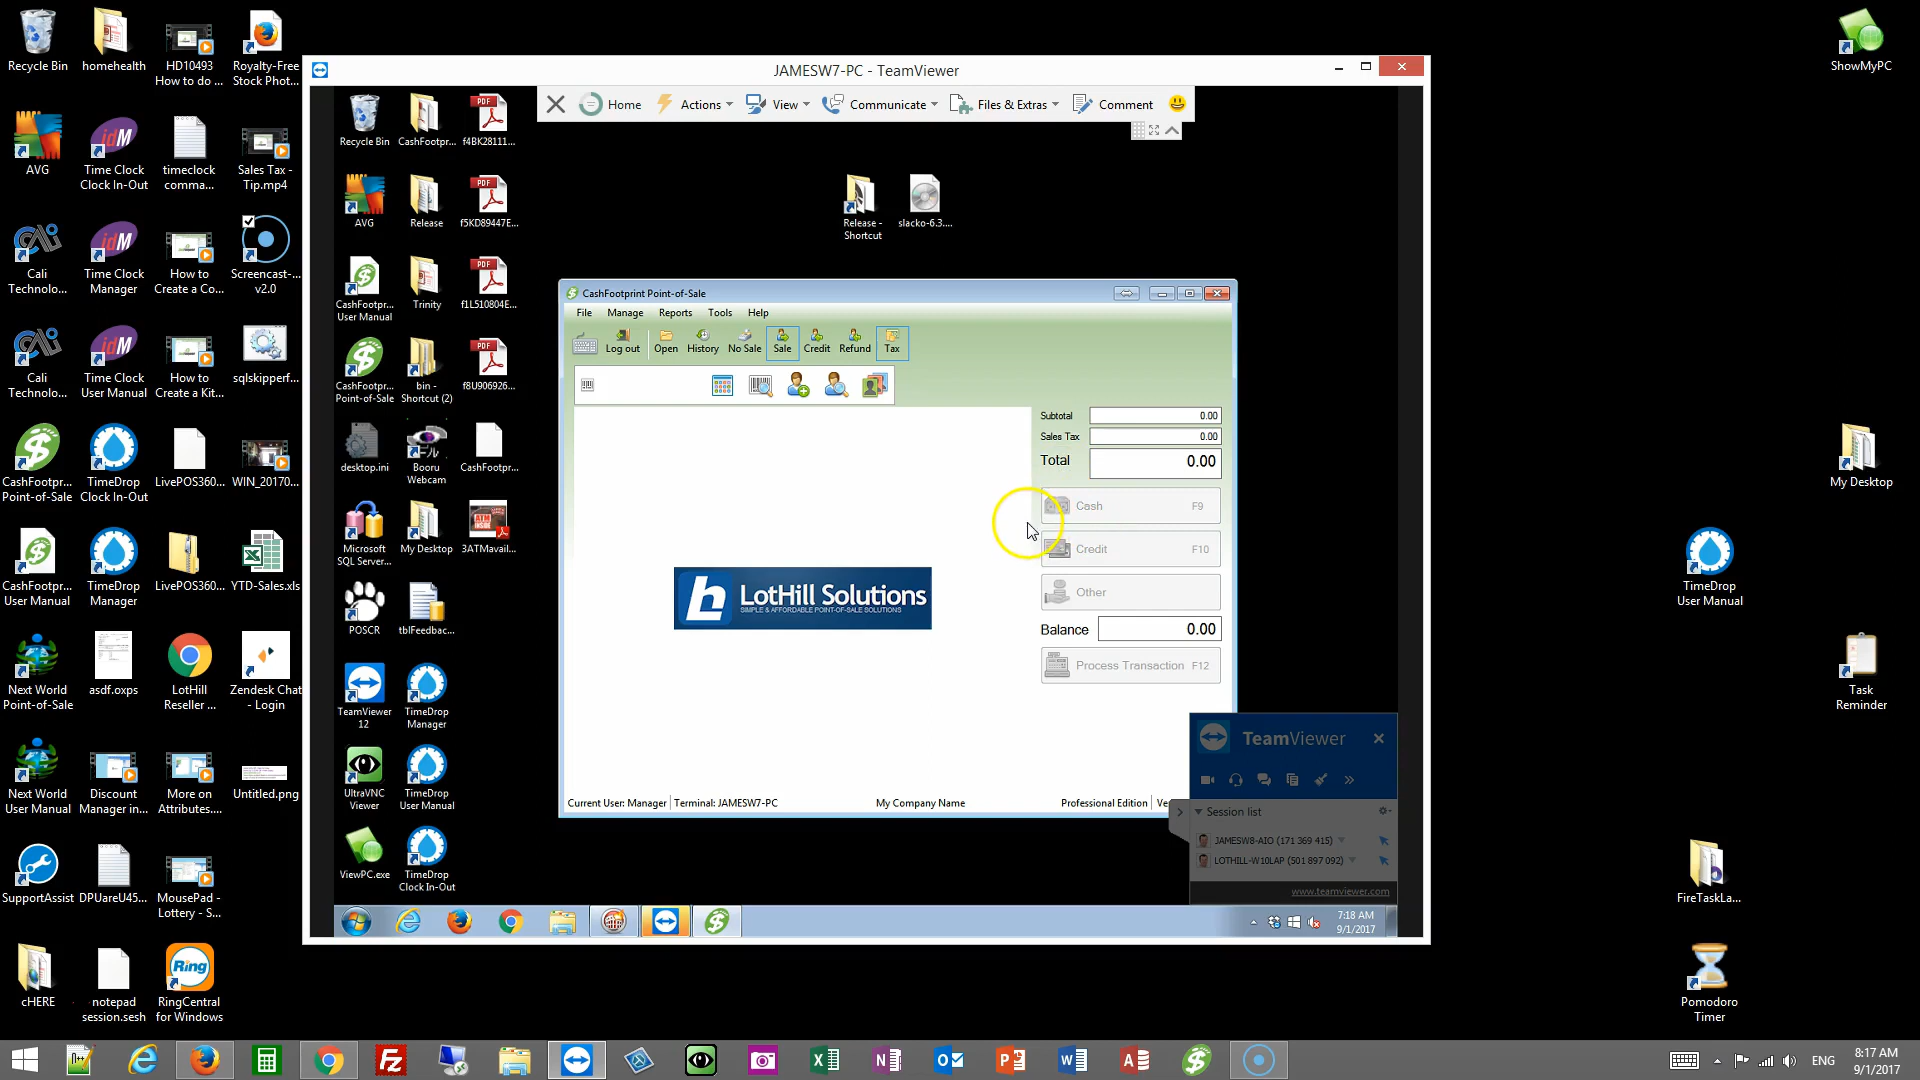 Recycle Bin
homehealth
HD10493
How to do ...
Royalty-Free
Stock Phot...
AVG
Time Clock
Clock In-Out
timeclock
comma...
Sales Tax -
Tip.mp4
Cali
Technolo...
Time Clock
Manager
How to
Create a Co...
Screencast-...
v2.0
Cali
Technolo...
Time Clock
User Manual
How to
Create a Kit...
sqlskipperf...
CashFootpr...
Point-of-Sale
TimeDrop
Clock In-Out
LivePOS360...
WIN_20170...
CashFootpr...
User Manual
TimeDrop
Manager
LivePOS360...
YTD-Sales.xls
Next World
Point-of-Sale
asdf.oxps
LotHill
Reseller ...
Zendesk Chat
- Login
Next World
User Manual
Discount
Manager in...
More on
Attributes....
Untitled.png
SupportAssist
DPUareU45...
MousePad -
Lottery - S...
cHERE
notepad
session.sesh
Ring
RingCentral
for Windows
JAMESW7-PC - TeamViewer
Home
Actions
View
Communicate
Files & Extras
Comment
Recycle Bin
CashFootpr...
PDF
f4BK28111...
AVG
Release
PDF
f5KD89447E...
Release -
Shortcut
slacko-6.3....
CashFootpr...
User Manual
Trinity
PDF
f1L510804E...
CashFootpr...
Point-of-Sale
bin -
Shortcut (2)
PDF
f8U906926...
desktop.ini
Booru
Webcam
CashFootpr...
Microsoft
SQL Server...
My Desktop
ATM
INSIDE
3ATMavail...
POSCR
tblFeedbac...
TeamViewer
12
TimeDrop
Manager
UltraVNC
Viewer
TimeDrop
User Manual
ViewPC.exe
TimeDrop
Clock In-Out
CashFootprint Point-of-Sale
File Manage Reports Tools Help
Log out Open History No Sale Sale Credit Refund Tax
Subtotal 0.00
Sales Tax 0.00
Total 0.00
Cash F9
Credit F10
Other
Balance 0.00
Process Transaction F12
LotHill Solutions
SIMPLE & AFFORDABLE POINT-OF-SALE SOLUTIONS
Current User: Manager Terminal: JAMESW7-PC My Company Name Professional Edition Ve
TeamViewer
Session list
JAMESW8-AIO (171 369 415)
LOTHILL-W10LAP (501 897 092)
www.teamviewer.com
7:18 AM
9/1/2017
ShowMyPC
My Desktop
TimeDrop
User Manual
Task
Reminder
FireTaskLa...
Pomodoro
Timer
ENG
8:17 AM
9/1/2017